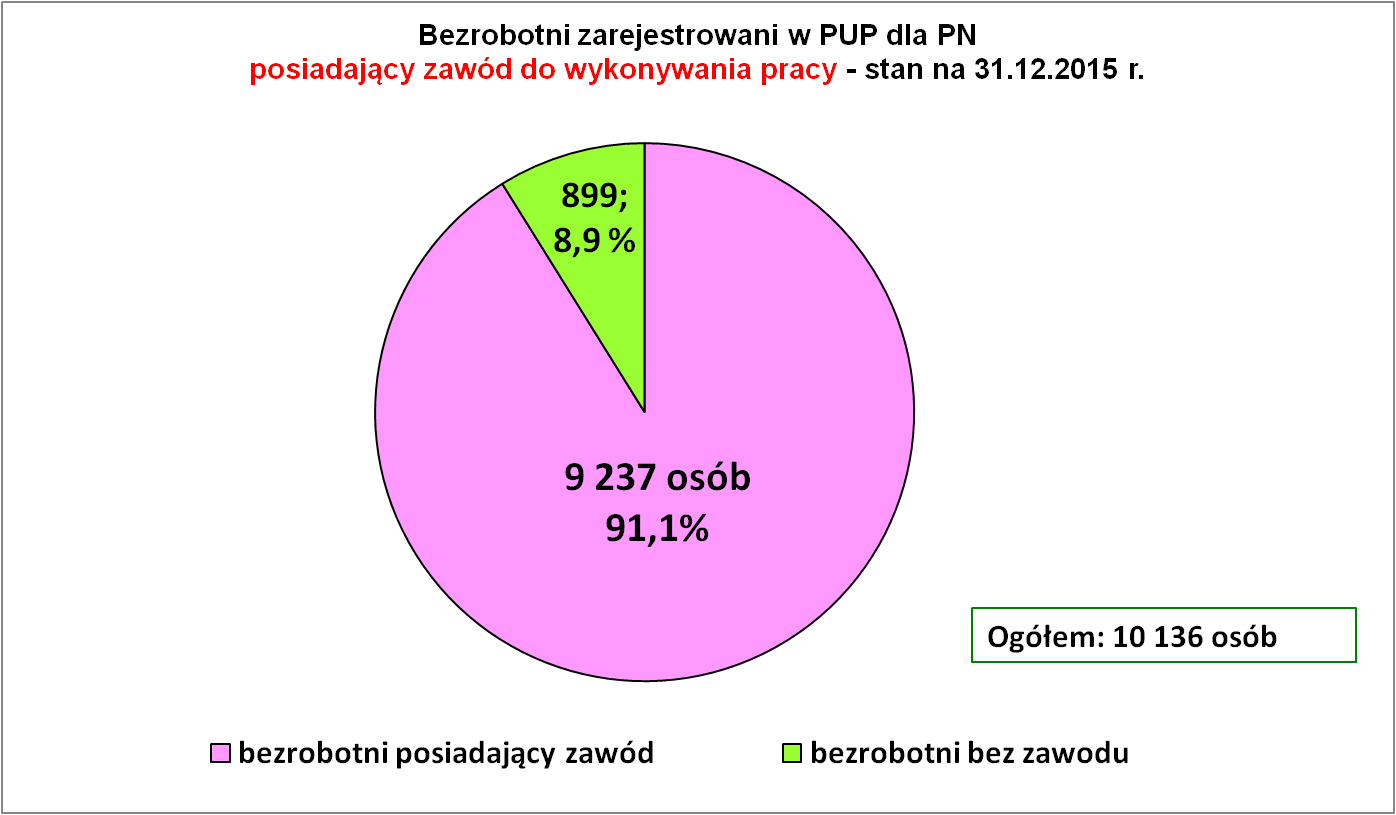 Bezrobotni zarejestrowani w PUP dla PN
posiadający zawód do wykonywania pracy - stan na 31.12.2015 r.
899;
8,9 %
9 237 osób
91,1%
Ogółem: 10 136 osób
bezrobotni posiadający zawód
bezrobotni bez zawodu